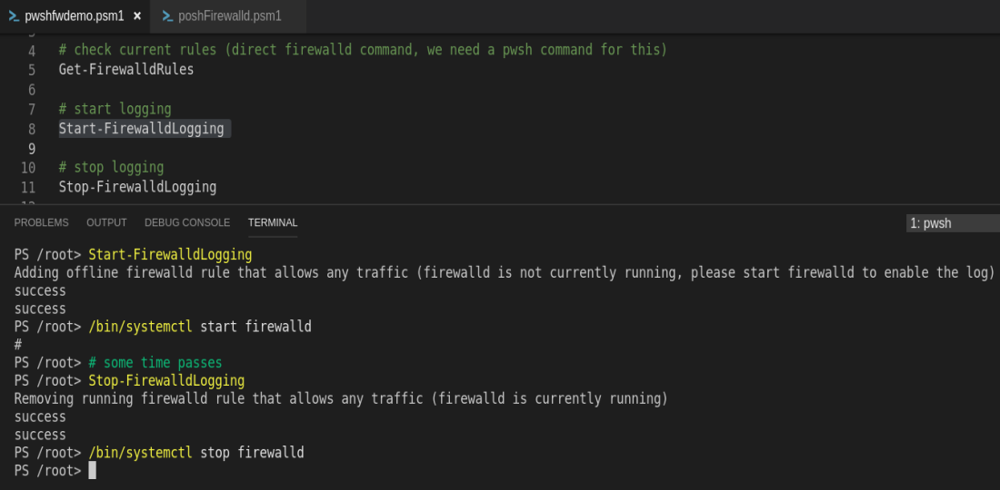 pwshfwdemo.psm1 × poshFirewalld.psm1
4 # check current rules (direct firewalld command, we need a pwsh command for this)
5 Get-FirewalldRules
6
7 # start logging
8 Start-FirewalldLogging
9
10 # stop logging
11 Stop-FirewalldLogging
PROBLEMS OUTPUT DEBUG CONSOLE TERMINAL 1: pwsh
PS /root> Start-FirewalldLogging
Adding offline firewalld rule that allows any traffic (firewalld is not currently running, please start firewalld to enable the log)
success
success
PS /root> /bin/systemctl start firewalld
#
PS /root> # some time passes
PS /root> Stop-FirewalldLogging
Removing running firewalld rule that allows any traffic (firewalld is currently running)
success
success
PS /root> /bin/systemctl stop firewalld
PS /root>